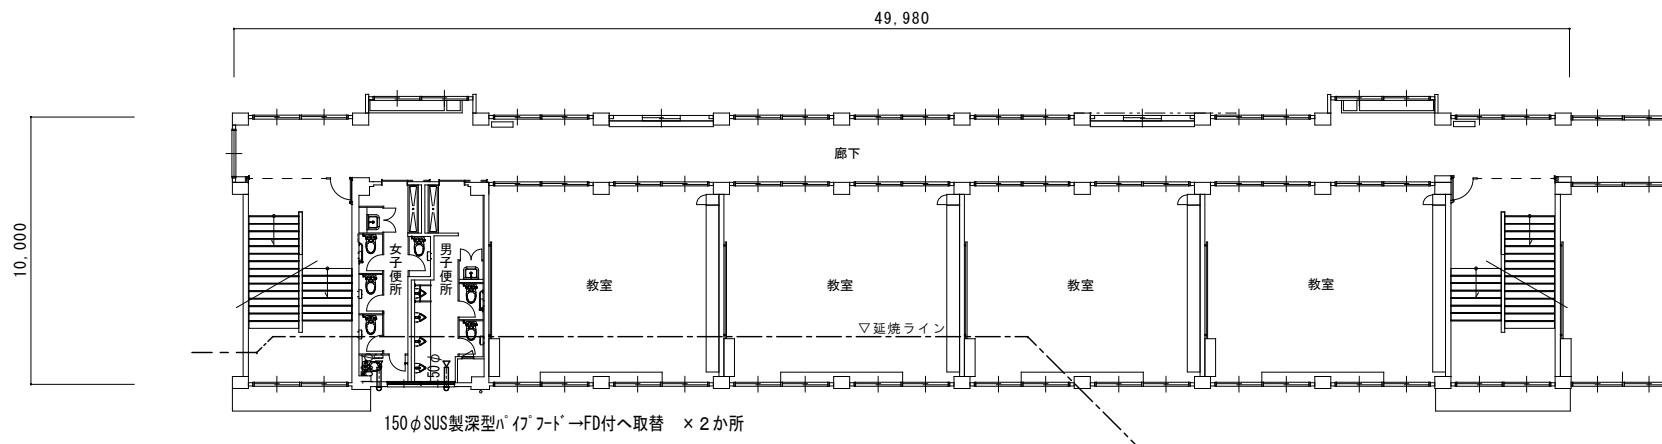 49,980
10,000
廊下
女子便所
男子便所
教室
教室
教室
教室
▽延焼ライン
150φSUS製深型ﾊﾟｲﾌﾟﾌｰﾄﾞ→FD付へ取替　×２か所